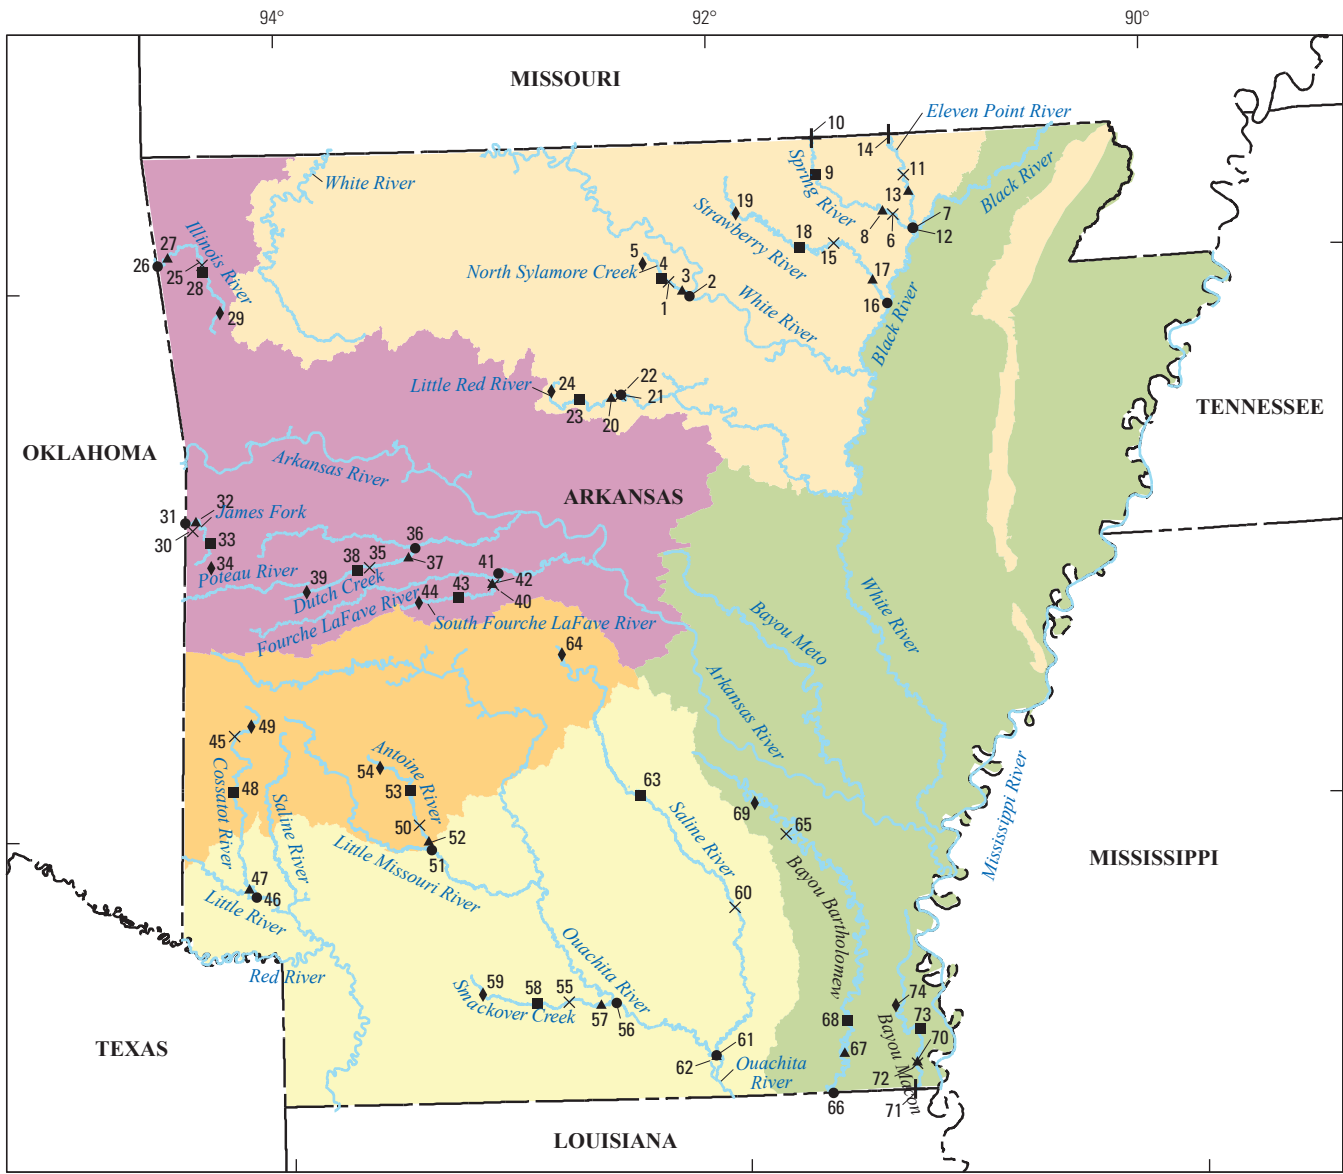 94°
92°
90°
MISSOURI
10
Eleven Point River
14
Spring River
White River
9
11
Black River
13
19
8
6
7
12
Strawberry River
18
15
Illinois River
27
26
25
28
29
5
4
North Sylamore Creek
3
2
1
17
16
White River
Black River
Little Red River
24
22
21
23
20
TENNESSEE
OKLAHOMA
Arkansas River
ARKANSAS
32
31
James Fork
30
33
34
Poteau River
36
38
35
37
39
Dutch Creek
41
42
43
44
40
Fourche LaFave River
South Fourche LaFave River
White River
Bayou Meto
64
Arkansas River
49
45
Cossatot River
48
Saline River
Antoine River
54
53
50
52
51
Little Missouri River
63
Saline River
69
65
Mississippi River
MISSISSIPPI
Bayou Bartholomew
47
46
Little River
60
Red River
Ouachita River
59
58
55
57
56
Smackover Creek
74
73
68
70
Bayou Macon
67
72
61
62
Ouachita
River
66
71
TEXAS
LOUISIANA